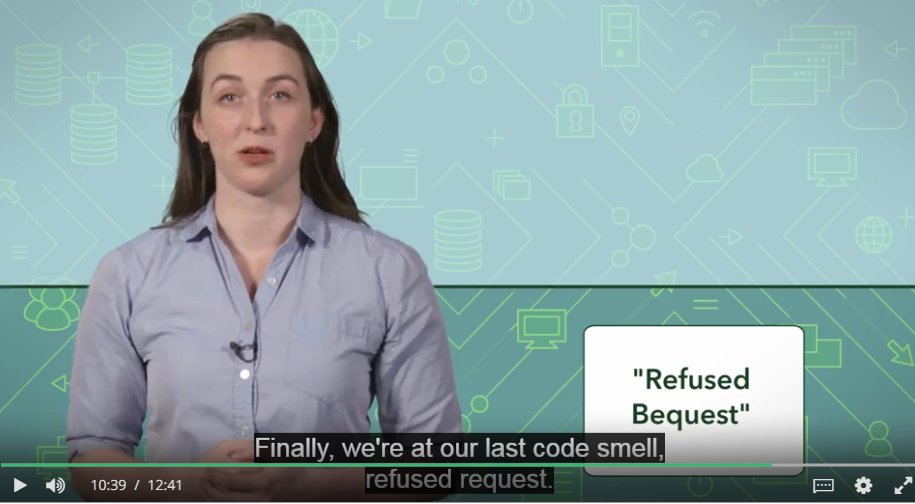 "Refused
Bequest"
Finally, we're at our last code smell,
refused request.
10:39 / 12:41